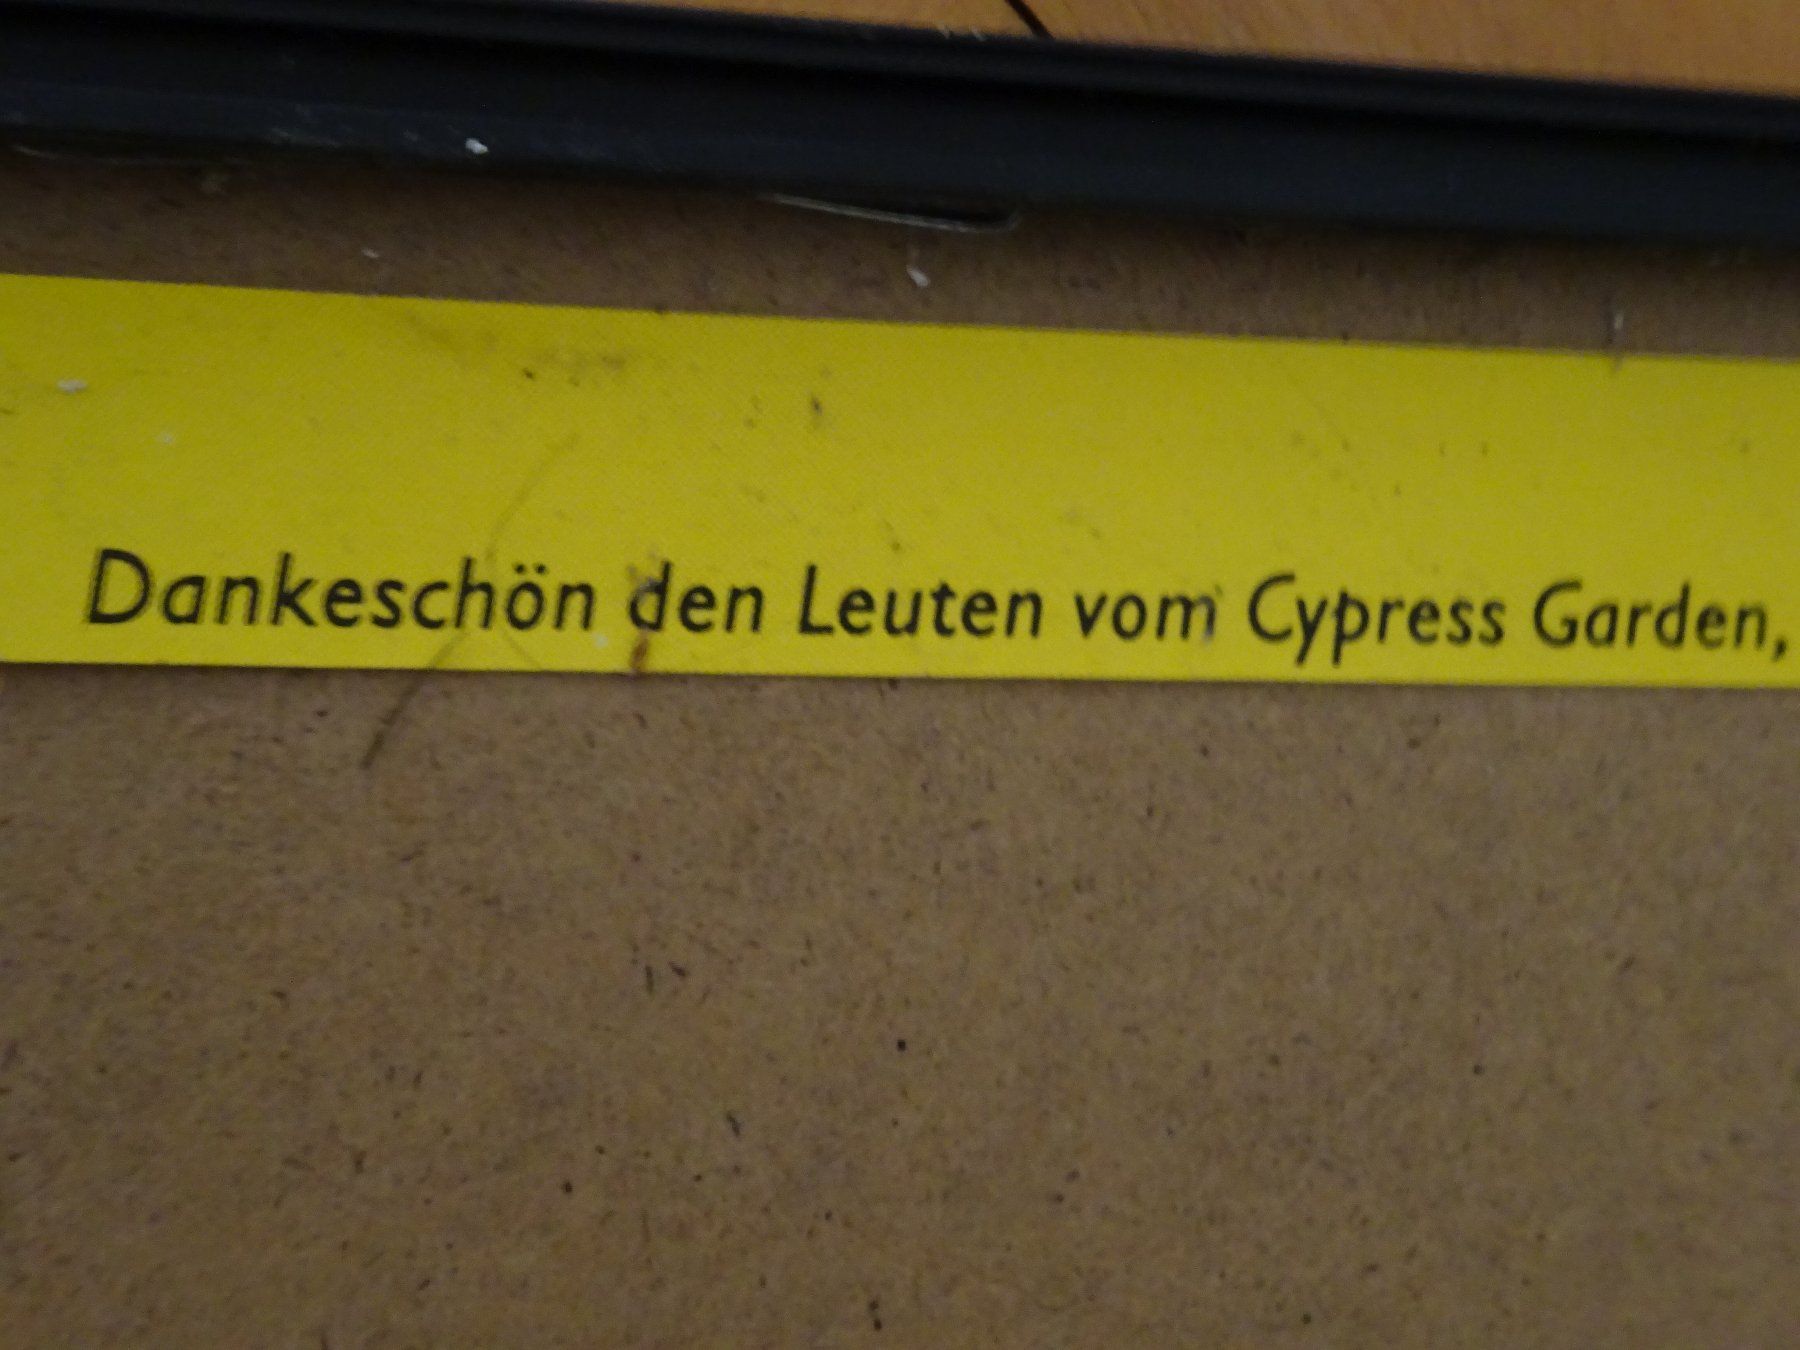 Dankeschön den Leuten vom Cypress Garden,